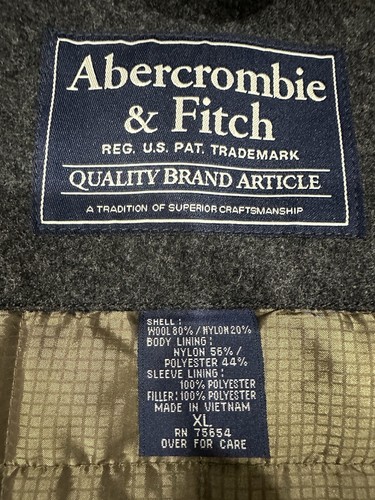 Abercrombie
& Fitch
REG. U.S. PAT. TRADEMARK
QUALITY BRAND ARTICLE
A TRADITION OF SUPERIOR CRAFTSMANSHIP
SHELL:
WOOL 80% / NYLON 20%
BODY LINING:
NYLON 56% /
POLYESTER 44%
SLEEVE LINING:
100% POLYESTER
FILLER: 100% POLYESTER
MADE IN VIETNAM
XL
RN 75654
OVER FOR CARE